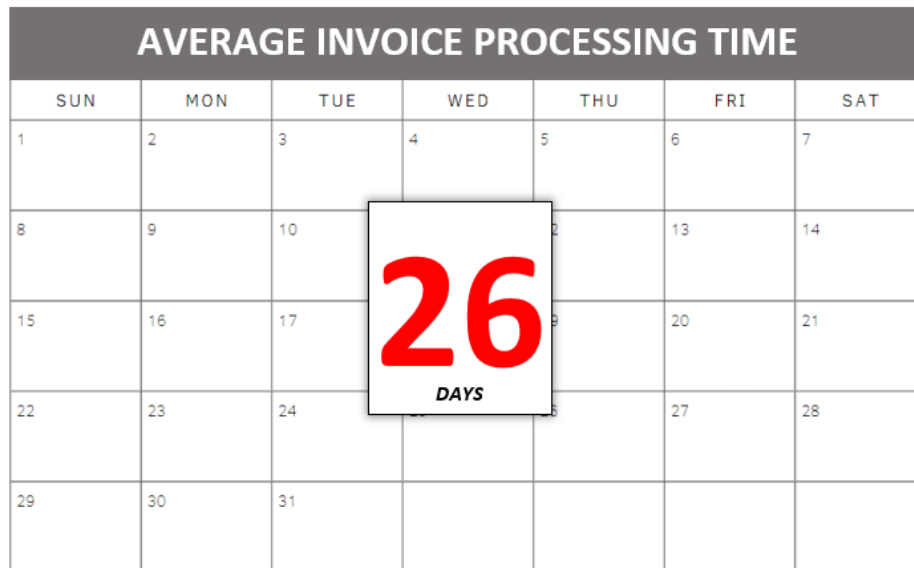 AVERAGE INVOICE PROCESSING TIME
SUN MON TUE WED THU FRI SAT
1 2 3 4 5 6 7
8 9 10 13 14
15 16 17 20 21
26
DAYS
22 23 24 27 28
29 30 31